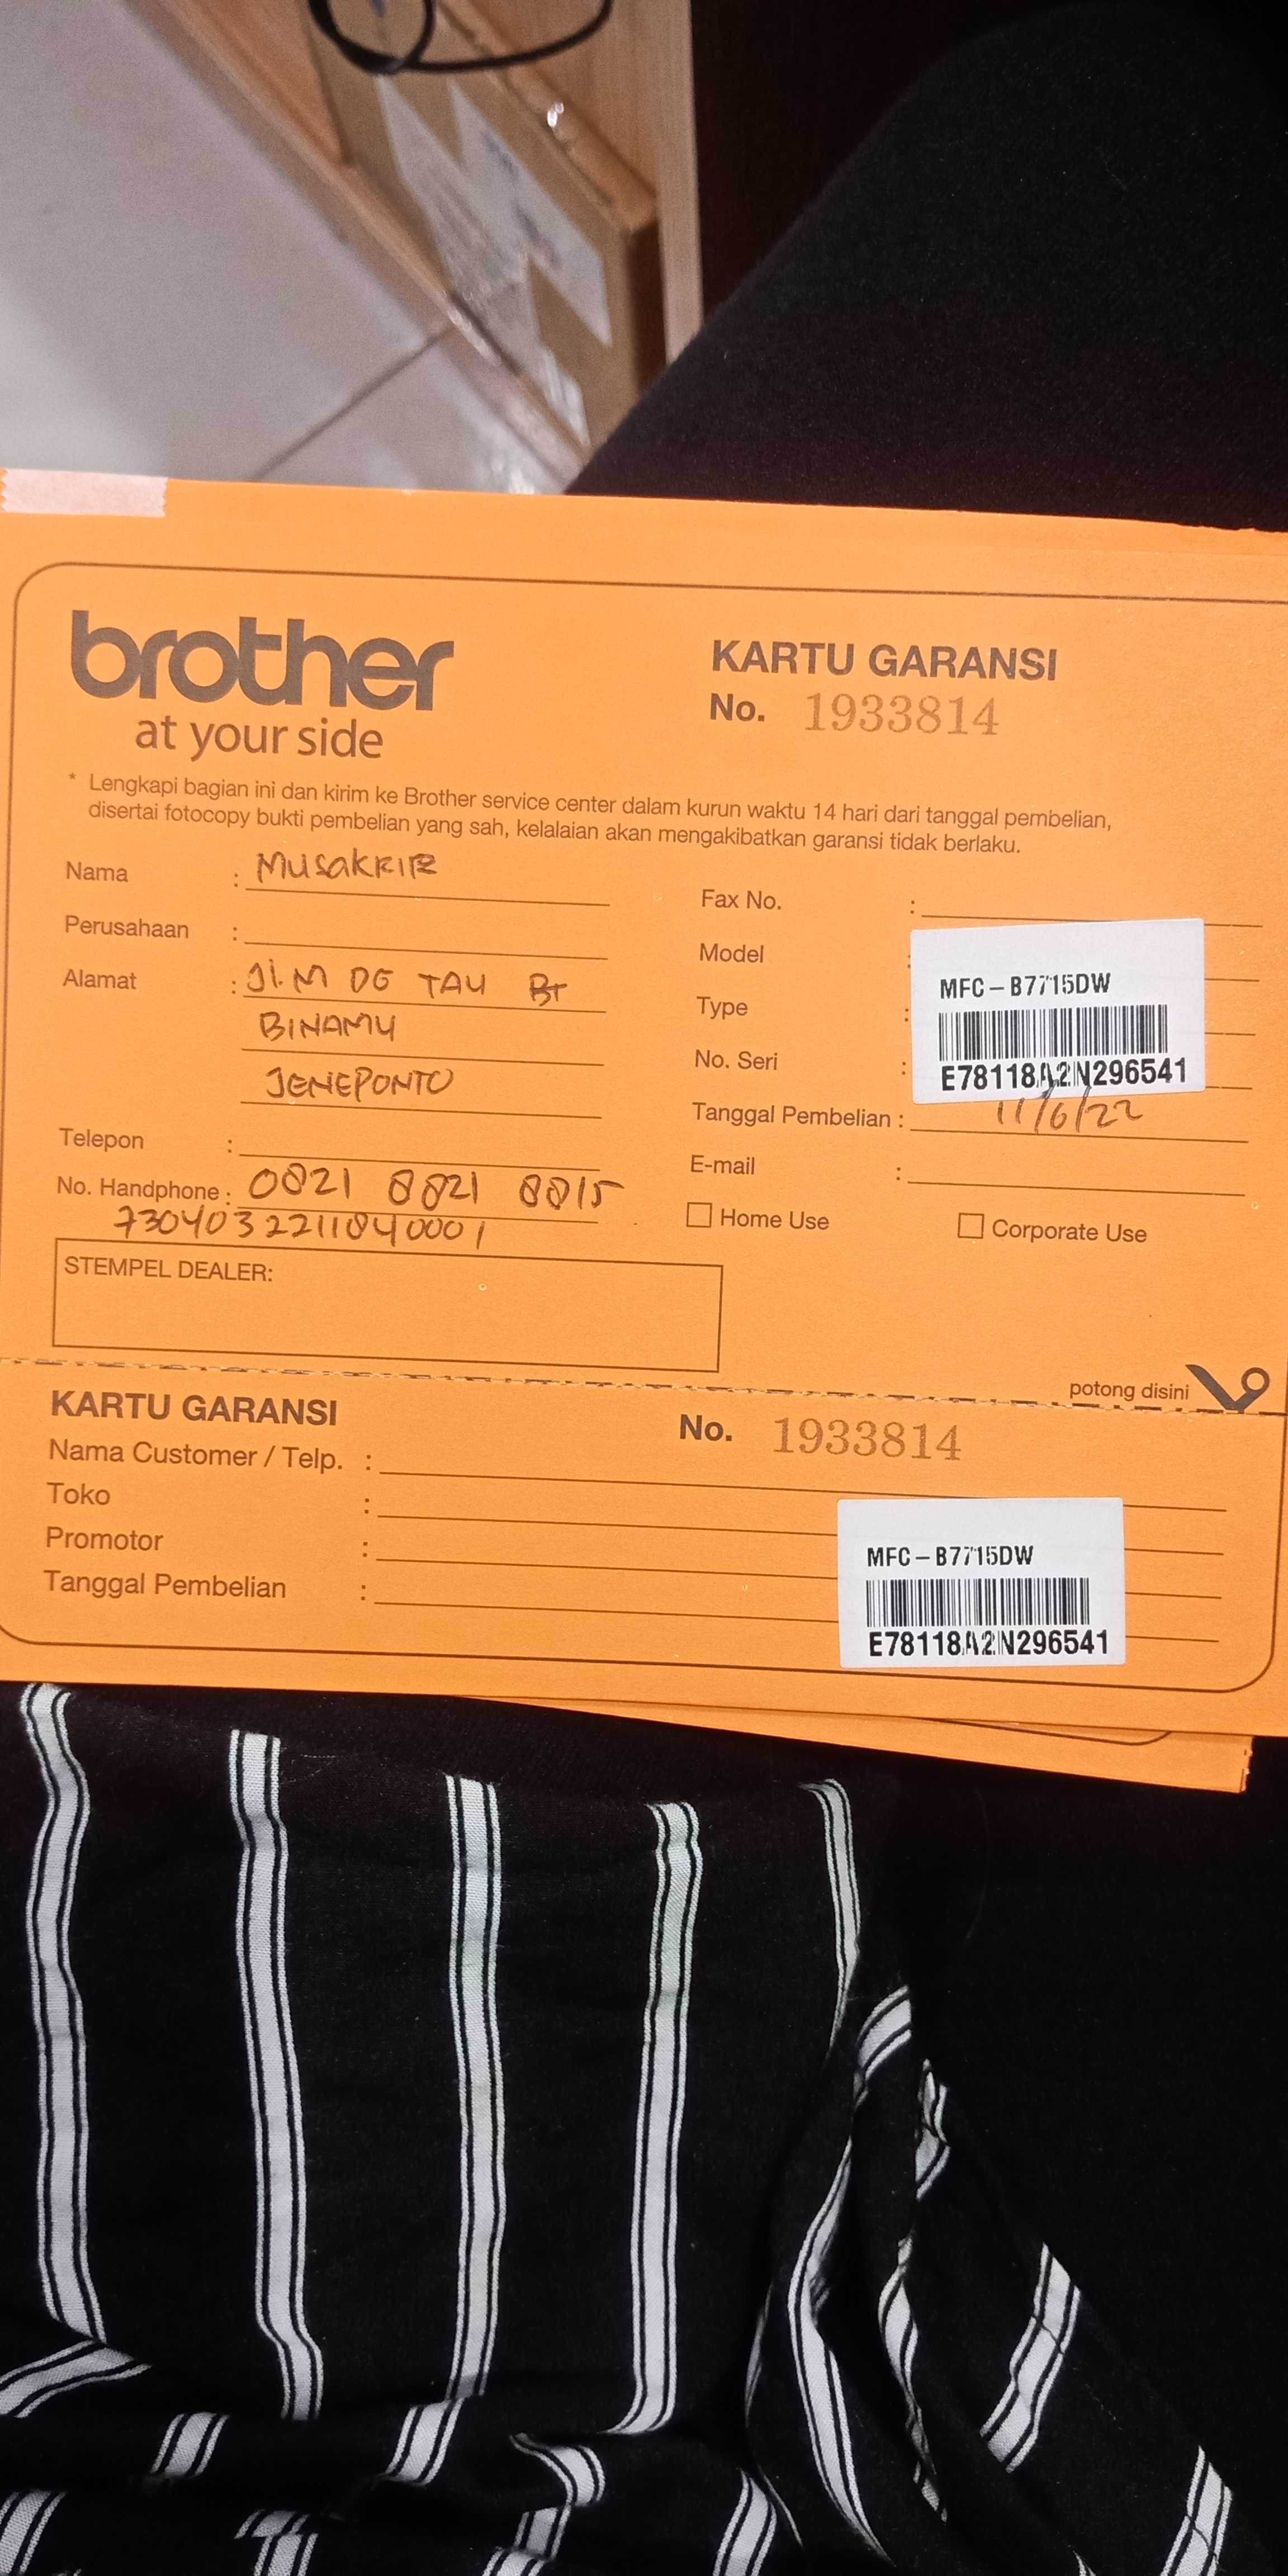 brother
at your side
KARTU GARANSI
No. 1933814
* Lengkapi bagian ini dan kirim ke Brother service center dalam kurun waktu 14 hari dari tanggal pembelian,
disertai fotocopy bukti pembelian yang sah, kelalaian akan mengakibatkan garansi tidak berlaku.
Nama : MUSAKKIR
Perusahaan :
Alamat : Jl. M DG TAU BT
BINAMU
JENEPONTO
Telepon :
No. Handphone : 0821 8821 8815
7304032211840001
STEMPEL DEALER:
Fax No. :
Model :
Type :
No. Seri :
MFC-B7715DW
E78118A2N296541
Tanggal Pembelian : 11/6/22
E-mail :
Home Use
Corporate Use
potong disini
KARTU GARANSI
No. 1933814
Nama Customer / Telp. :
Toko :
Promotor :
Tanggal Pembelian :
MFC-B7715DW
E78118A2N296541